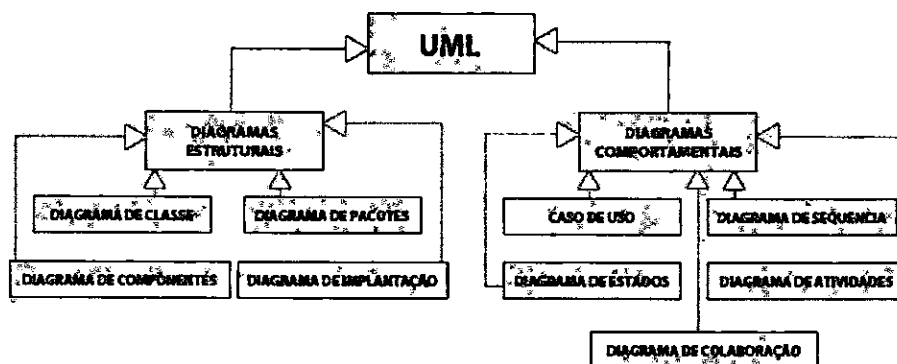 UML
DIAGRAMAS
ESTRUTURAIS
DIAGRAMAS
COMPORTAMENTAIS
DIAGRAMA DE CLASSE
DIAGRAMA DE PACOTES
CASO DE USO
DIAGRAMA DE SEQUENCIA
DIAGRAMA DE COMPONENTES
DIAGRAMA DE IMPLANTAÇÃO
DIAGRAMA DE ESTADOS
DIAGRAMA DE ATIVIDADES
DIAGRAMA DE COLABORAÇÃO